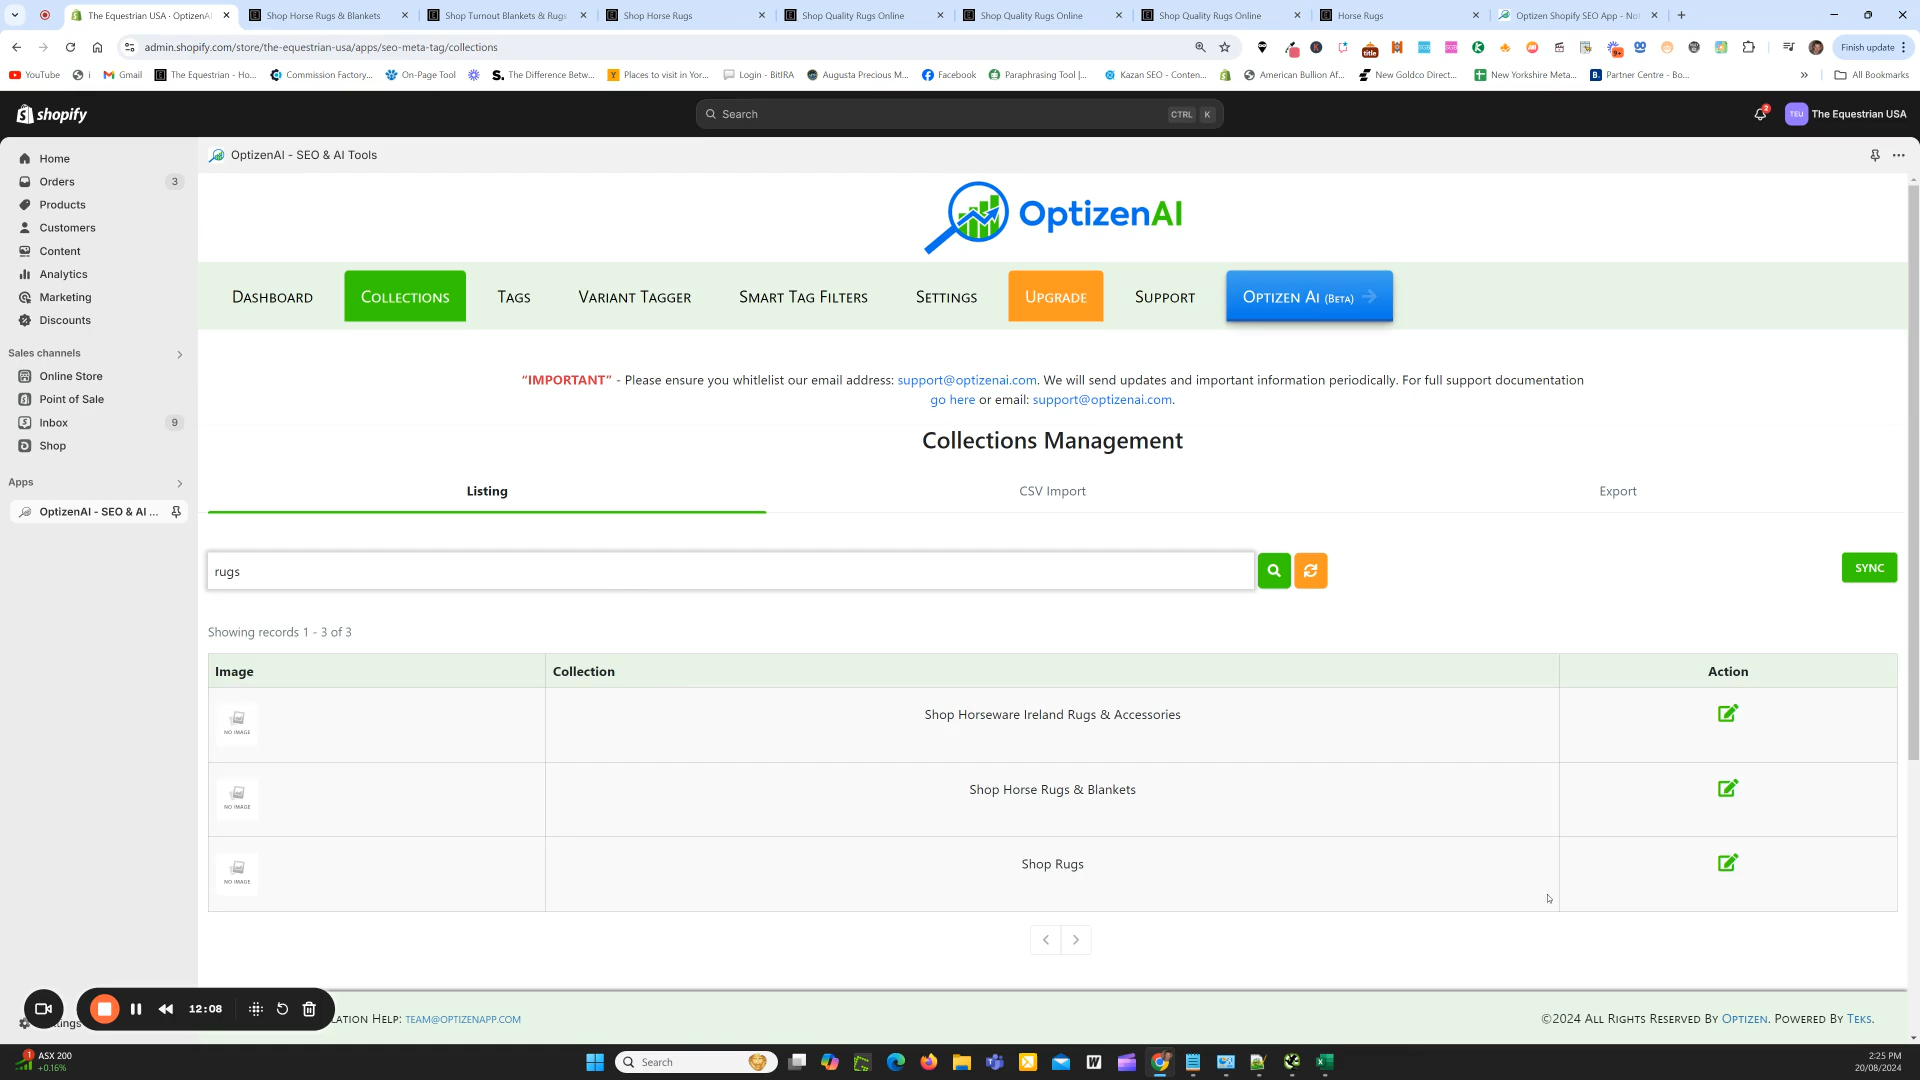 The Equestrian USA · OptizenAI
Shop Horse Rugs & Blankets
Shop Turnout Blankets & Rugs
Shop Horse Rugs
Shop Quality Rugs Online
Shop Quality Rugs Online
Shop Quality Rugs Online
Horse Rugs
Optizen Shopify SEO App - Not
admin.shopify.com/store/the-equestrian-usa/apps/seo-meta-tag/collections
Finish update
YouTube
i
Gmail
The Equestrian - Ho...
Commission Factory...
On-Page Tool
The Difference Betw...
Places to visit in Yor...
Login - BitIRA
Augusta Precious M...
Facebook
Paraphrasing Tool |...
Kazan SEO - Conten...
American Bullion Af...
New Goldco Direct...
New Yorkshire Meta...
Partner Centre - Bo...
All Bookmarks
shopify
Search
CTRL K
2
TEU
The Equestrian USA
Home
Orders 3
Products
Customers
Content
Analytics
Marketing
Discounts
Sales channels
Online Store
Point of Sale
Inbox 9
Shop
Apps
OptizenAI - SEO & AI ...
OptizenAI - SEO & AI Tools
OptizenAI
DASHBOARD
COLLECTIONS
TAGS
VARIANT TAGGER
SMART TAG FILTERS
SETTINGS
UPGRADE
SUPPORT
OPTIZEN AI (BETA)
“IMPORTANT” - Please ensure you whitlelist our email address: support@optizenai.com. We will send updates and important information periodically. For full support documentation
go here or email: support@optizenai.com.
Collections Management
Listing
CSV Import
Export
rugs
SYNC
Showing records 1 - 3 of 3
Image
Collection
Action
NO IMAGE
Shop Horseware Ireland Rugs & Accessories
NO IMAGE
Shop Horse Rugs & Blankets
NO IMAGE
Shop Rugs
12:08
LATION HELP: TEAM@OPTIZENAPP.COM
©2024 ALL RIGHTS RESERVED BY OPTIZEN. POWERED BY TEKS.
1
ASX 200
+0.16%
Search
2:25 PM
20/08/2024